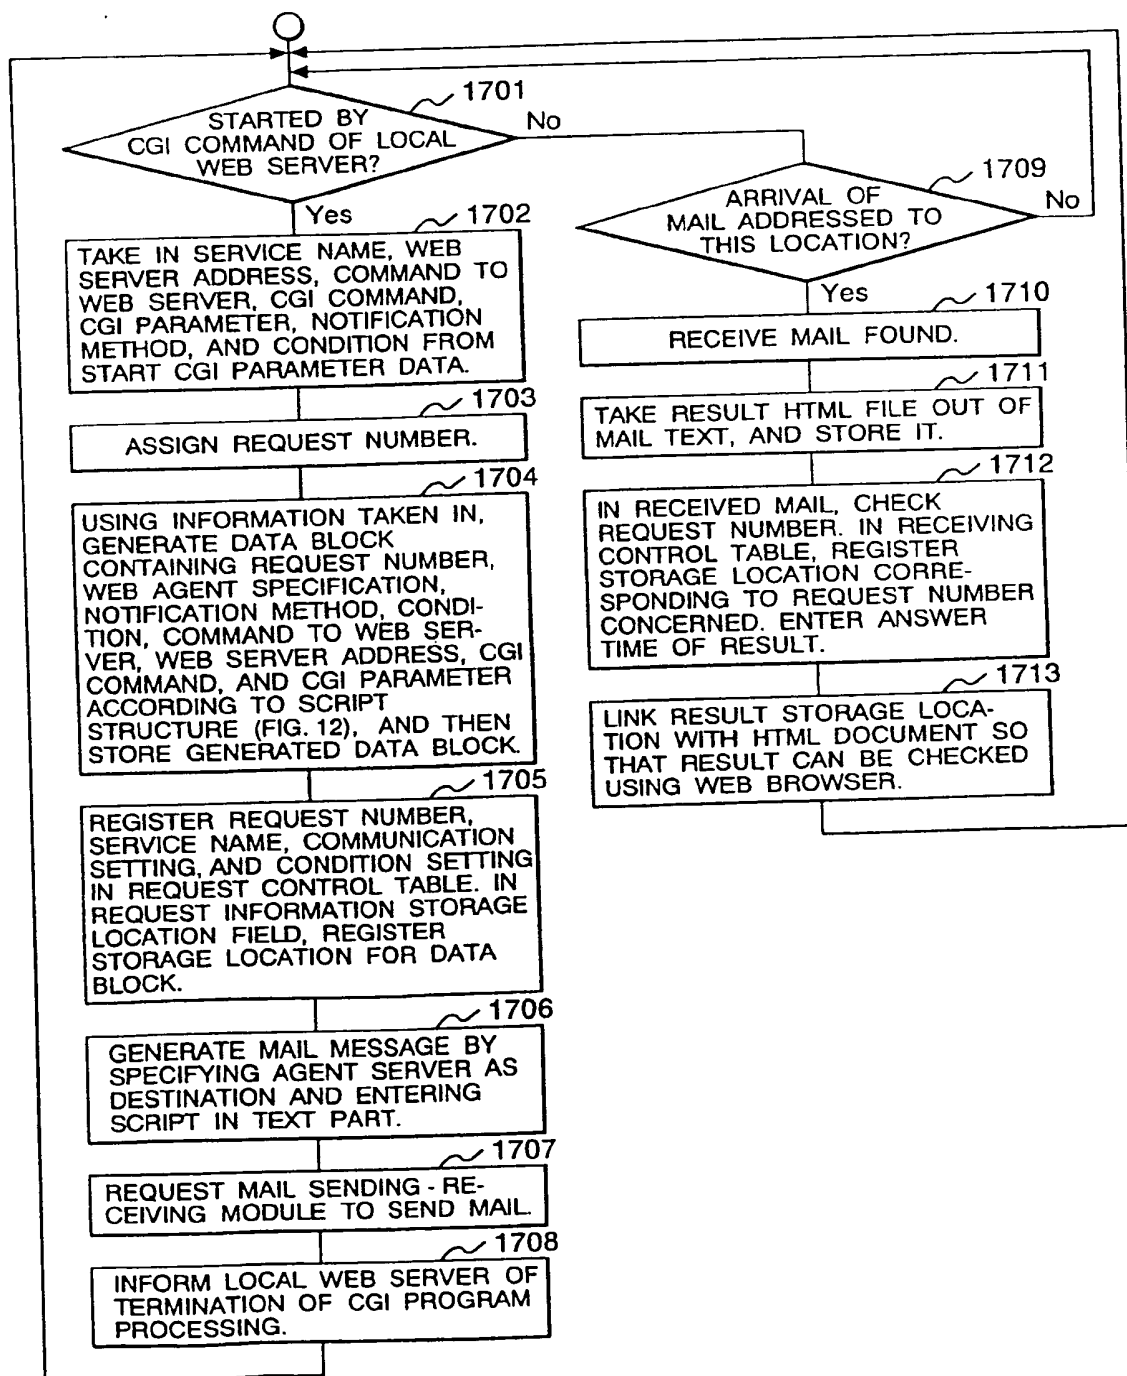 1701
STARTED BY
CGI COMMAND OF LOCAL
WEB SERVER?
No
Yes
1702
TAKE IN SERVICE NAME, WEB
SERVER ADDRESS, COMMAND TO
WEB SERVER, CGI COMMAND,
CGI PARAMETER, NOTIFICATION
METHOD, AND CONDITION FROM
START CGI PARAMETER DATA.
1703
ASSIGN REQUEST NUMBER.
1704
USING INFORMATION TAKEN IN,
GENERATE DATA BLOCK
CONTAINING REQUEST NUMBER,
WEB AGENT SPECIFICATION,
NOTIFICATION METHOD, CONDI-
TION, COMMAND TO WEB SER-
VER, WEB SERVER ADDRESS, CGI
COMMAND, AND CGI PARAMETER
ACCORDING TO SCRIPT
STRUCTURE (FIG. 12), AND THEN
STORE GENERATED DATA BLOCK.
1705
REGISTER REQUEST NUMBER,
SERVICE NAME, COMMUNICATION
SETTING, AND CONDITION SETTING
IN REQUEST CONTROL TABLE. IN
REQUEST INFORMATION STORAGE
LOCATION FIELD, REGISTER
STORAGE LOCATION FOR DATA
BLOCK.
1706
GENERATE MAIL MESSAGE BY
SPECIFYING AGENT SERVER AS
DESTINATION AND ENTERING
SCRIPT IN TEXT PART.
1707
REQUEST MAIL SENDING - RE-
CEIVING MODULE TO SEND MAIL.
1708
INFORM LOCAL WEB SERVER OF
TERMINATION OF CGI PROGRAM
PROCESSING.
1709
ARRIVAL OF
MAIL ADDRESSED TO
THIS LOCATION?
No
Yes
1710
RECEIVE MAIL FOUND.
1711
TAKE RESULT HTML FILE OUT OF
MAIL TEXT, AND STORE IT.
1712
IN RECEIVED MAIL, CHECK
REQUEST NUMBER. IN RECEIVING
CONTROL TABLE, REGISTER
STORAGE LOCATION CORRE-
SPONDING TO REQUEST NUMBER
CONCERNED. ENTER ANSWER
TIME OF RESULT.
1713
LINK RESULT STORAGE LOCA-
TION WITH HTML DOCUMENT SO
THAT RESULT CAN BE CHECKED
USING WEB BROWSER.